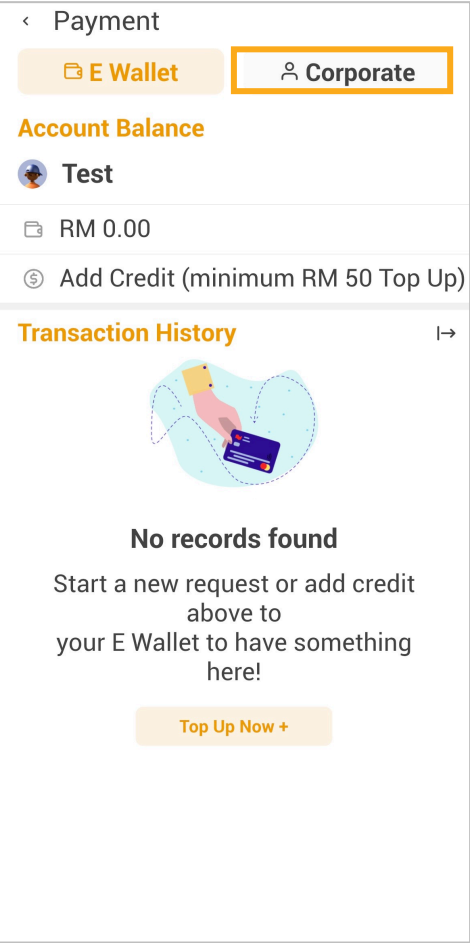 Payment
E Wallet
Corporate
Account Balance
Test
RM 0.00
Add Credit (minimum RM 50 Top Up)
Transaction History
No records found
Start a new request or add credit
above to
your E Wallet to have something
here!
Top Up Now +